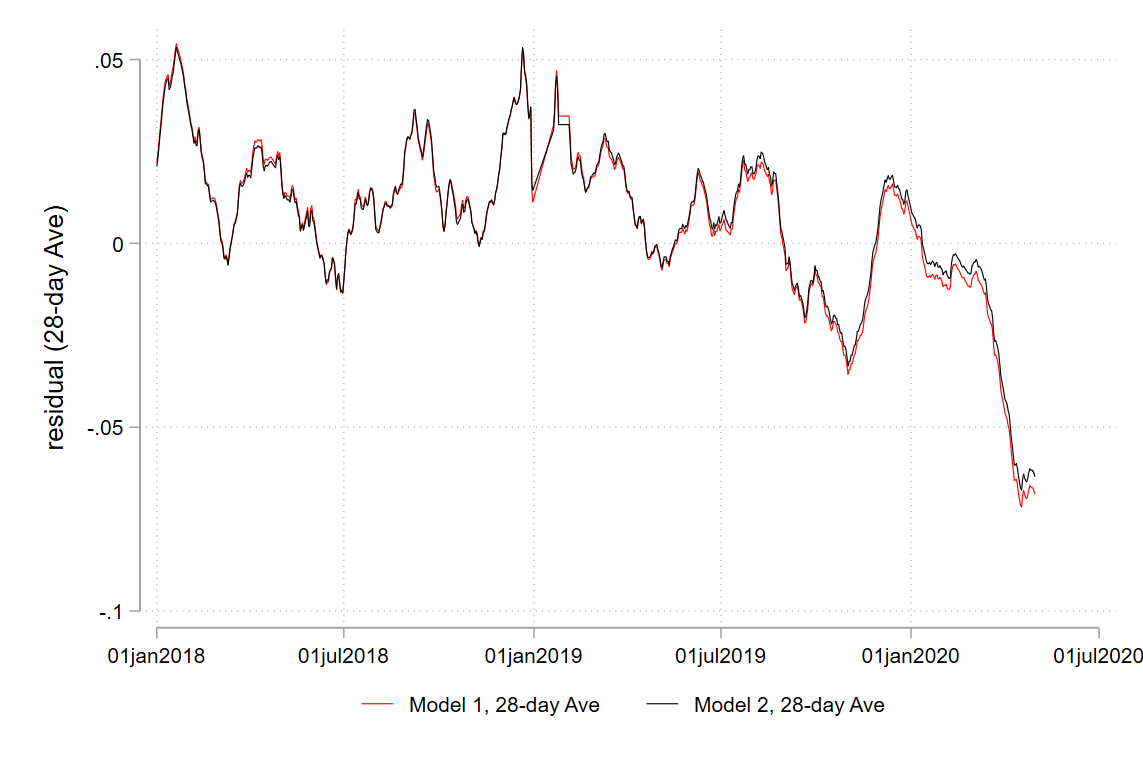 residual (28-day Ave)
.05
0
-.05
-.1
01jan2018 01jul2018 01jan2019 01jul2019 01jan2020 01jul2020
Model 1, 28-day Ave Model 2, 28-day Ave